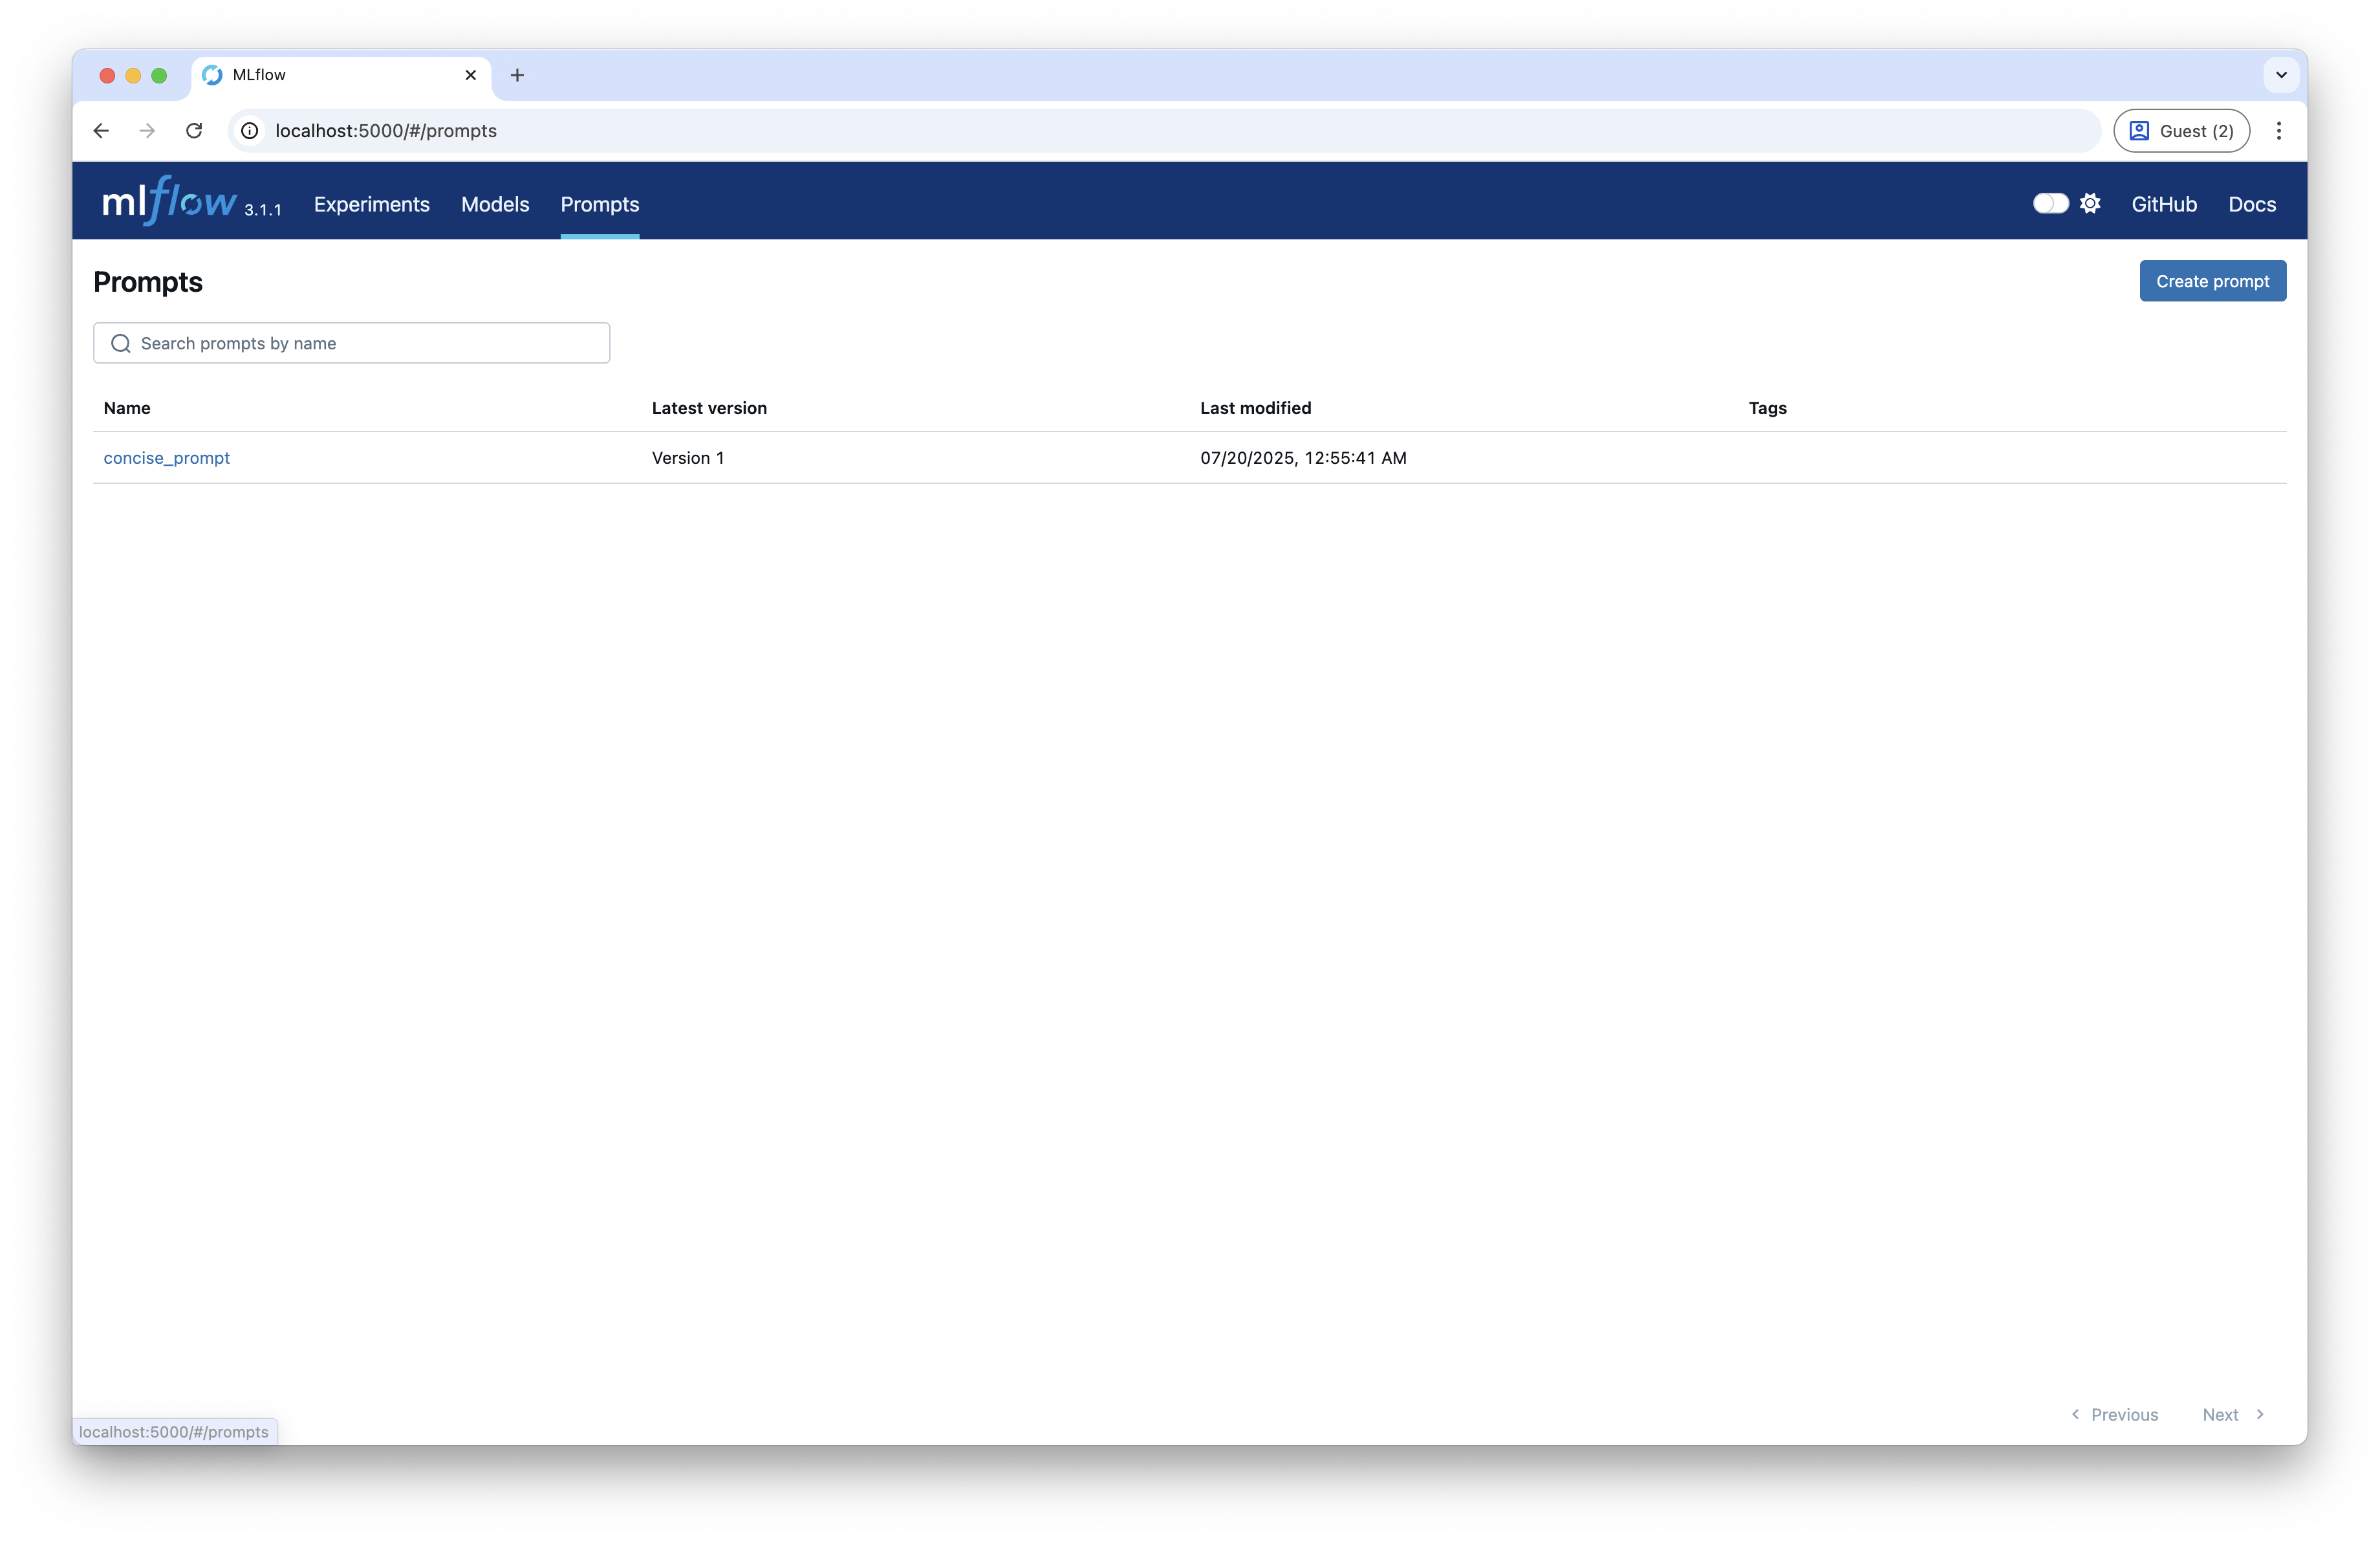 MLflow
localhost:5000/#/prompts
Guest (2)
mlflow 3.1.1 Experiments Models Prompts GitHub Docs
Prompts Create prompt
Search prompts by name
Name Latest version Last modified Tags
concise_prompt Version 1 07/20/2025, 12:55:41 AM
Previous Next
localhost:5000/#/prompts